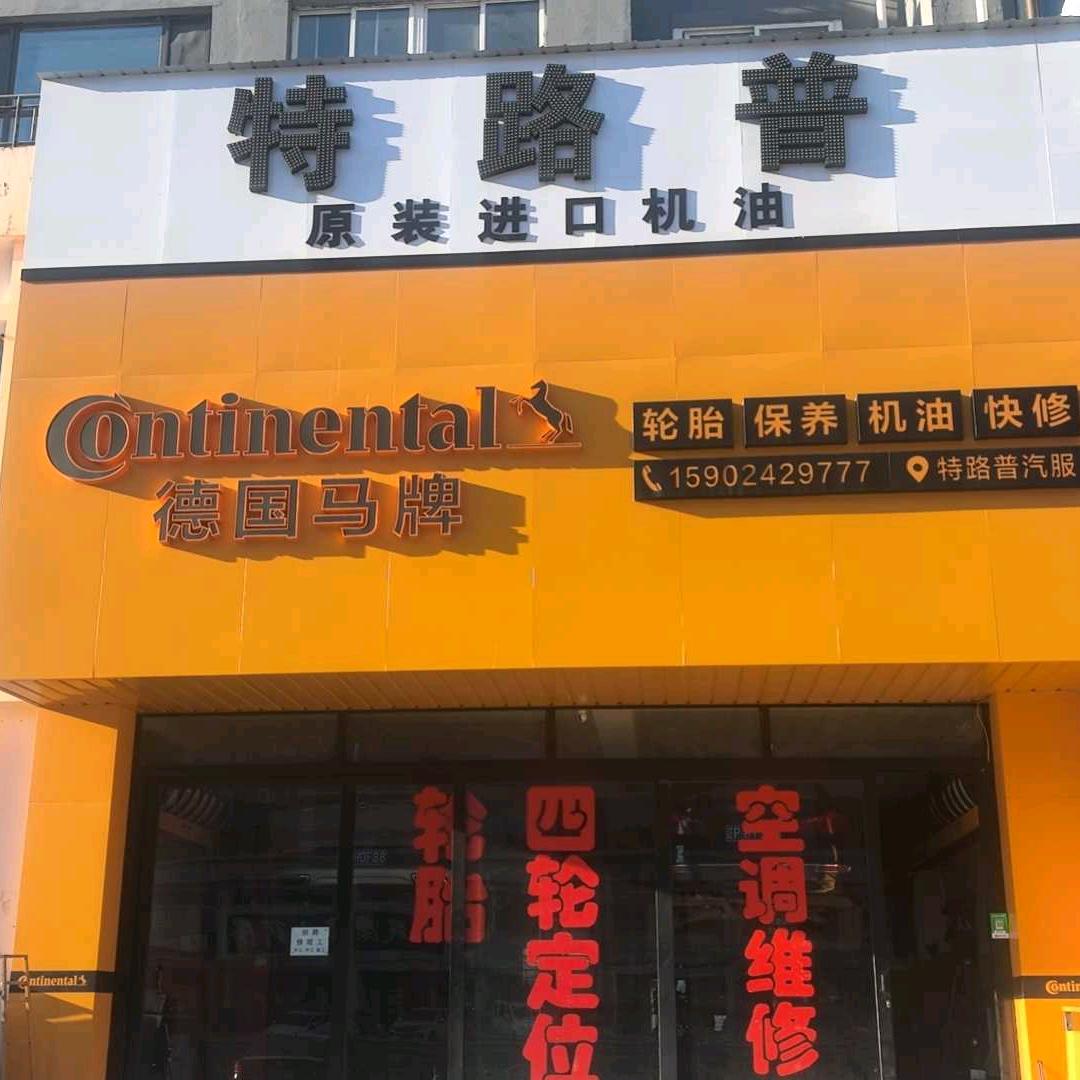 特路普
原装进口机油
Continental
德国马牌
轮胎 保养 机油 快修
15902429777 特路普汽服
轮胎
四轮定位
空调维修
Continental